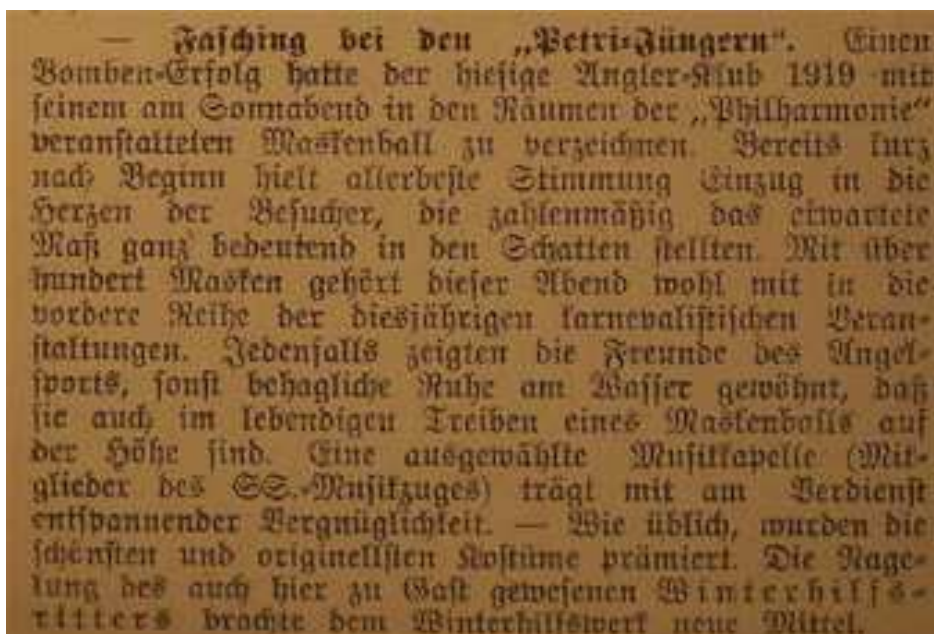 — Fasching bei den „Petri-Jüngern“. Einen
Bomben-Erfolg hatte der hiesige Angler-Klub 1919 mit
seinem am Sonnabend in den Räumen der „Philharmonie“
veranstalteten Maskenball zu verzeichnen. Bereits kurz
nach Beginn hielt allerbeste Stimmung Einzug in die
Herzen der Besucher, die zahlenmäßig das erwartete
Maß ganz bedeutend in den Schatten stellten. Mit über
hundert Masken gehört dieser Abend wohl mit in die
vordere Reihe der diesjährigen karnevalistischen Veran-
staltungen. Jedenfalls zeigten die Freunde des Angel-
sports, sonst behagliche Ruhe am Wasser gewöhnt, daß
sie auch im lebendigen Treiben eines Maskenballs auf
der Höhe sind. Eine ausgewählte Musikkapelle (Mit-
glieder des SS.-Musikzuges) trägt mit am Verdienst
entspannender Vergnüglichkeit. — Wie üblich, wurden die
schönsten und originellsten Kostüme prämiert. Die Nage-
lung des auch hier zu Gast gewesenen Winterhilfs-
ritters brachte dem Winterhilfswerk neue Mittel.